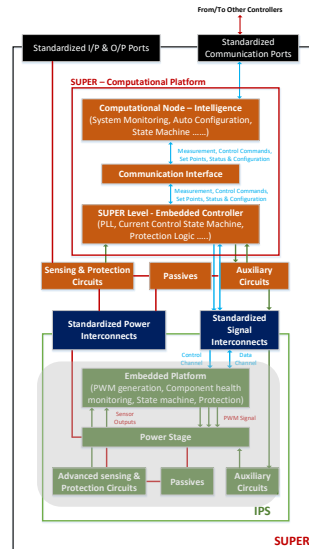 From/To Other Controllers
Standardized I/P & O/P Ports
Standardized
Communication Ports
SUPER – Computational Platform
Computational Node – Intelligence
(System Monitoring, Auto Configuration,
State Machine ……)
Measurement, Control Commands,
Set Points, Status & Configuration
Communication Interface
Measurement, Control Commands,
Set Points, Status & Configuration
SUPER Level - Embedded Controller
(PLL, Current Control State Machine,
Protection Logic …..)
Sensing & Protection
Circuits
Passives
Auxiliary
Circuits
Standardized Power
Interconnects
Standardized
Signal
Interconnects
Control
Channel
Data
Channel
Embedded Platform
(PWM generation, Component health
monitoring, State machine, Protection)
Sensor
Outputs
PWM Signal
Power Stage
Advanced sensing &
Protection Circuits
Passives
Auxiliary
Circuits
IPS
SUPER